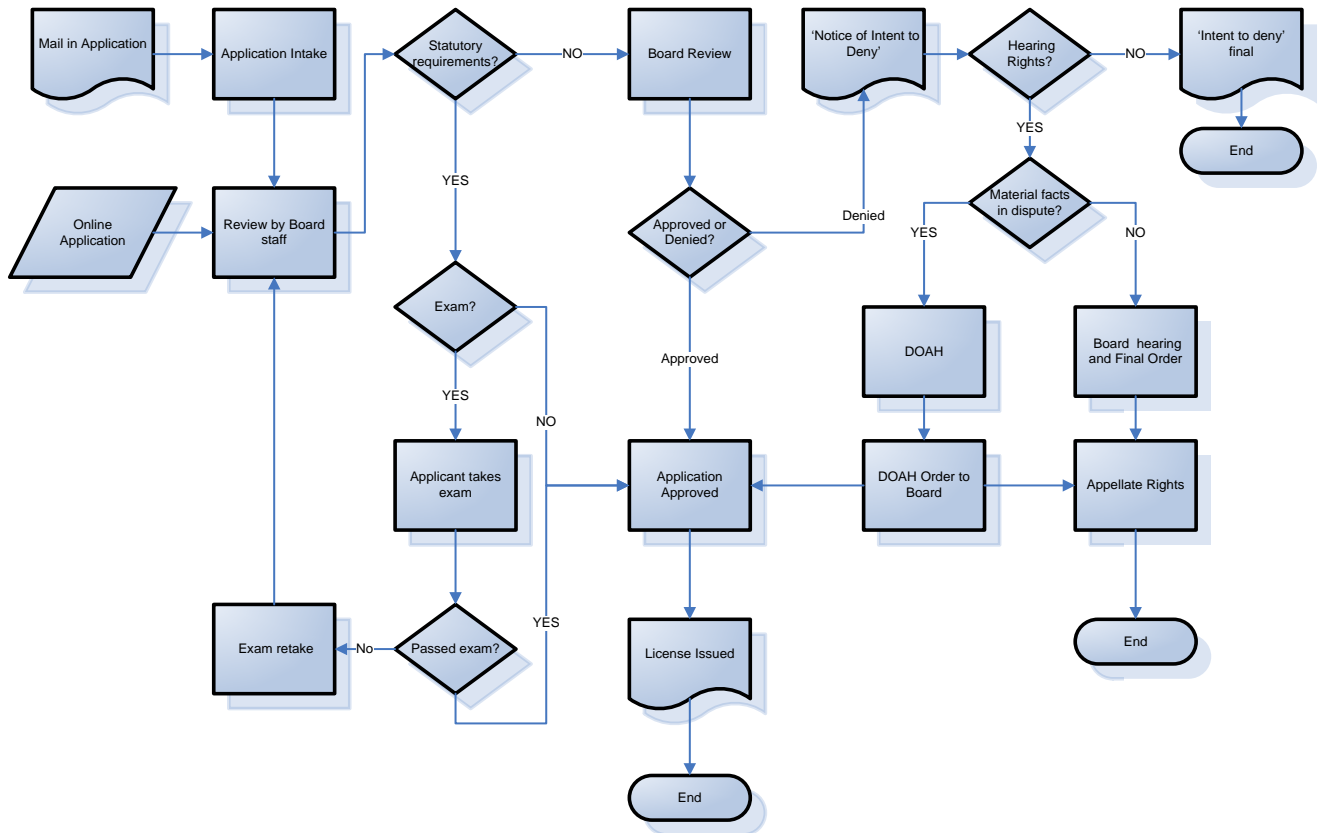 Mail in Application
Application Intake
Statutory
requirements?
NO
Board Review
‘Notice of Intent to
Deny’
Hearing
Rights?
NO
‘Intent to deny’
final
YES
End
YES
Online
Application
Review by Board
staff
Approved or
Denied?
Denied
Material facts
in dispute?
YES
NO
Exam?
DOAH
Board  hearing
and Final Order
Approved
YES
NO
Applicant takes
exam
Application
Approved
DOAH Order to
Board
Appellate Rights
YES
Exam retake
No
Passed exam?
License Issued
End
End